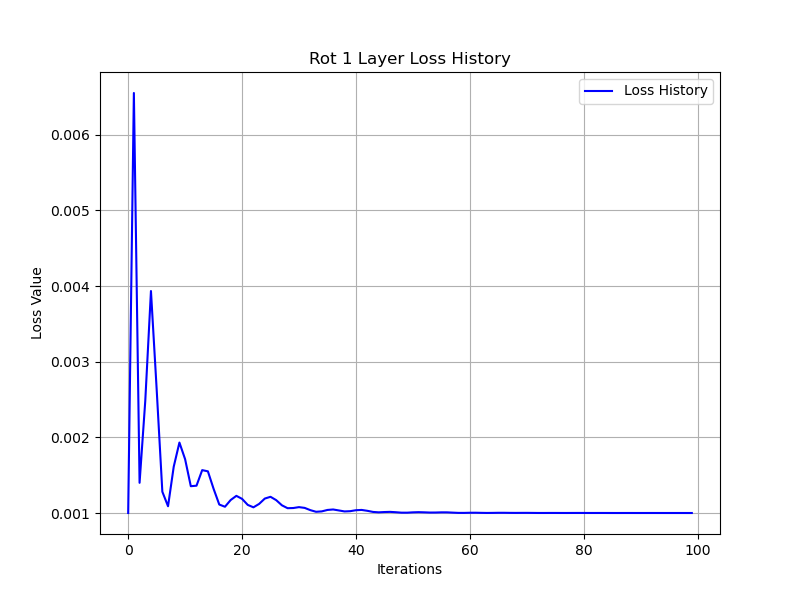 Rot 1 Layer Loss History
Loss History
Loss Value
0.006
0.005
0.004
0.003
0.002
0.001
0 20 40 60 80 100
Iterations